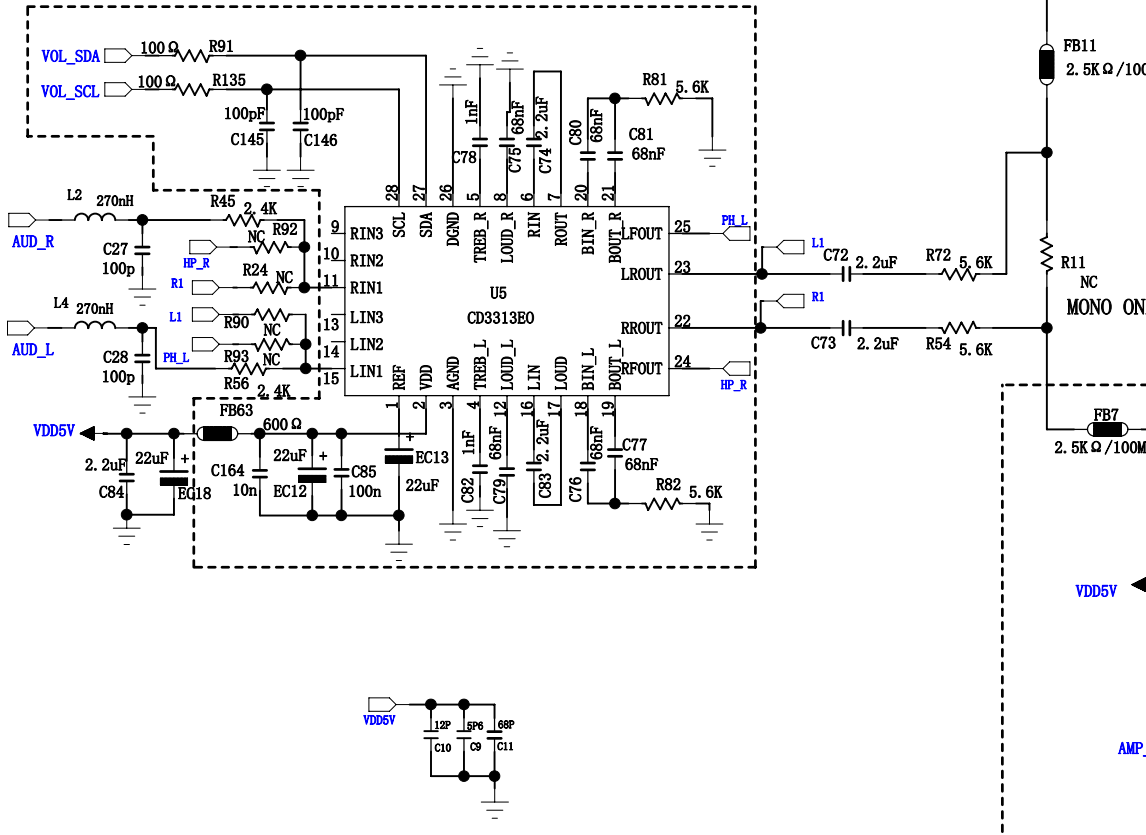 VOL_SDA
100Ω
R91
VOL_SCL
100Ω
R135
100pF
C145
100pF
C146
1nF
C78
68nF
C75
2.2uF
C74
C80
68nF
C81
68nF
R81
5.6K
FB11
2.5KΩ/100
L2
270nH
AUD_R
C27
100p
R45
2.4K
NC
R92
HP_R
R24
NC
R1
L4
270nH
AUD_L
C28
100p
L1
R90
NC
PH_L
R93
NC
R56
2.4K
28
27
26
5
8
6
7
20
21
SCL
SDA
DGND
TREB_R
LOUD_R
RIN
ROUT
BIN_R
BOUT_R
9
RIN3
10
RIN2
11
RIN1
13
LIN3
14
LIN2
15
LIN1
U5
CD3313EO
LFOUT
25
PH_L
LROUT
23
RROUT
22
RFOUT
24
HP_R
REF
VDD
AGND
TREB_L
LOUD_L
LIN
LOUD
BIN_L
BOUT_L
1
2
3
4
12
16
17
18
19
L1
C72
2.2uF
R72
5.6K
R1
C73
2.2uF
R54
5.6K
R11
NC
MONO ON
VDD5V
FB63
600Ω
2.2uF
C84
22uF
+
EC18
C164
10n
22uF
+
EC12
C85
100n
+
EC13
22uF
1nF
C82
68nF
C79
2.2uF
C83
68nF
C76
C77
68nF
R82
5.6K
FB7
2.5KΩ/100M
VDD5V
VDD5V
12P
C10
5P6
C9
68P
C11
AMP_